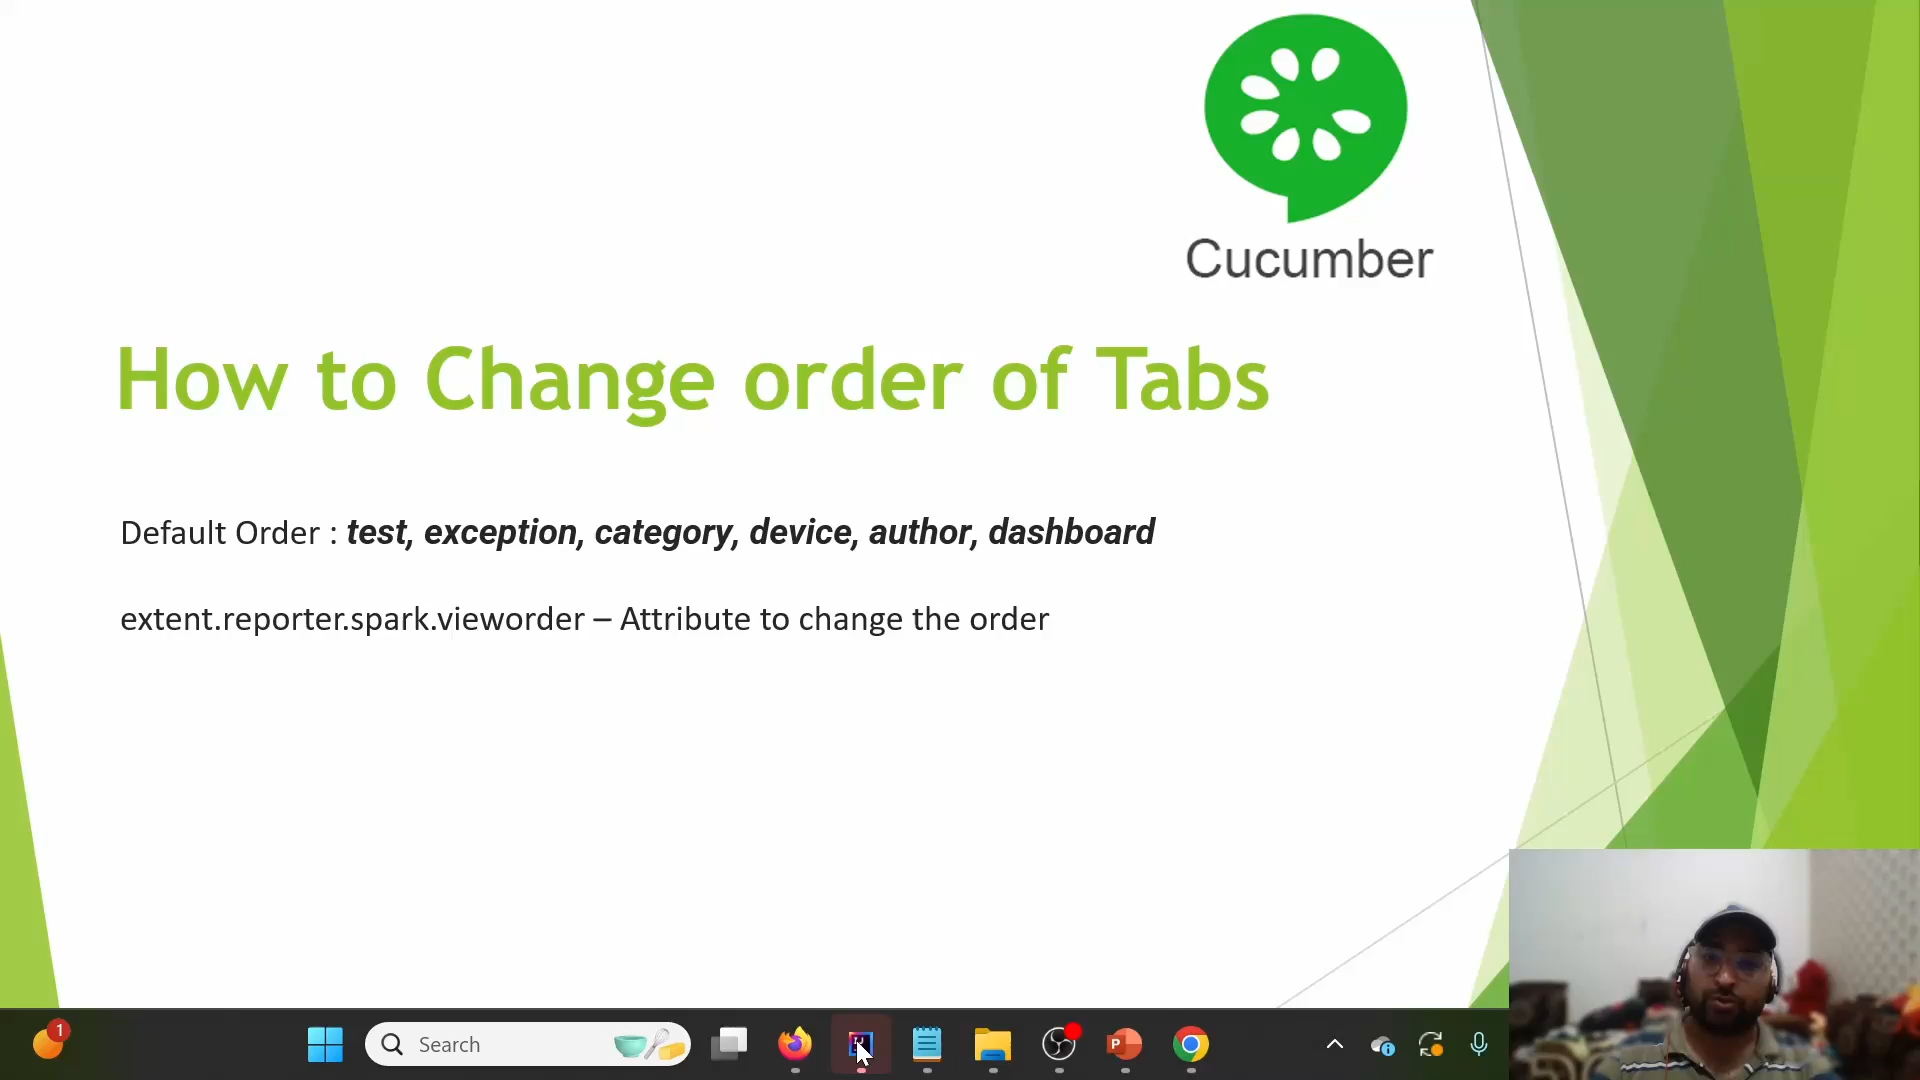 Cucumber
How to Change order of Tabs
Default Order : test, exception, category, device, author, dashboard
extent.reporter.spark.vieworder – Attribute to change the order
1
Search
P